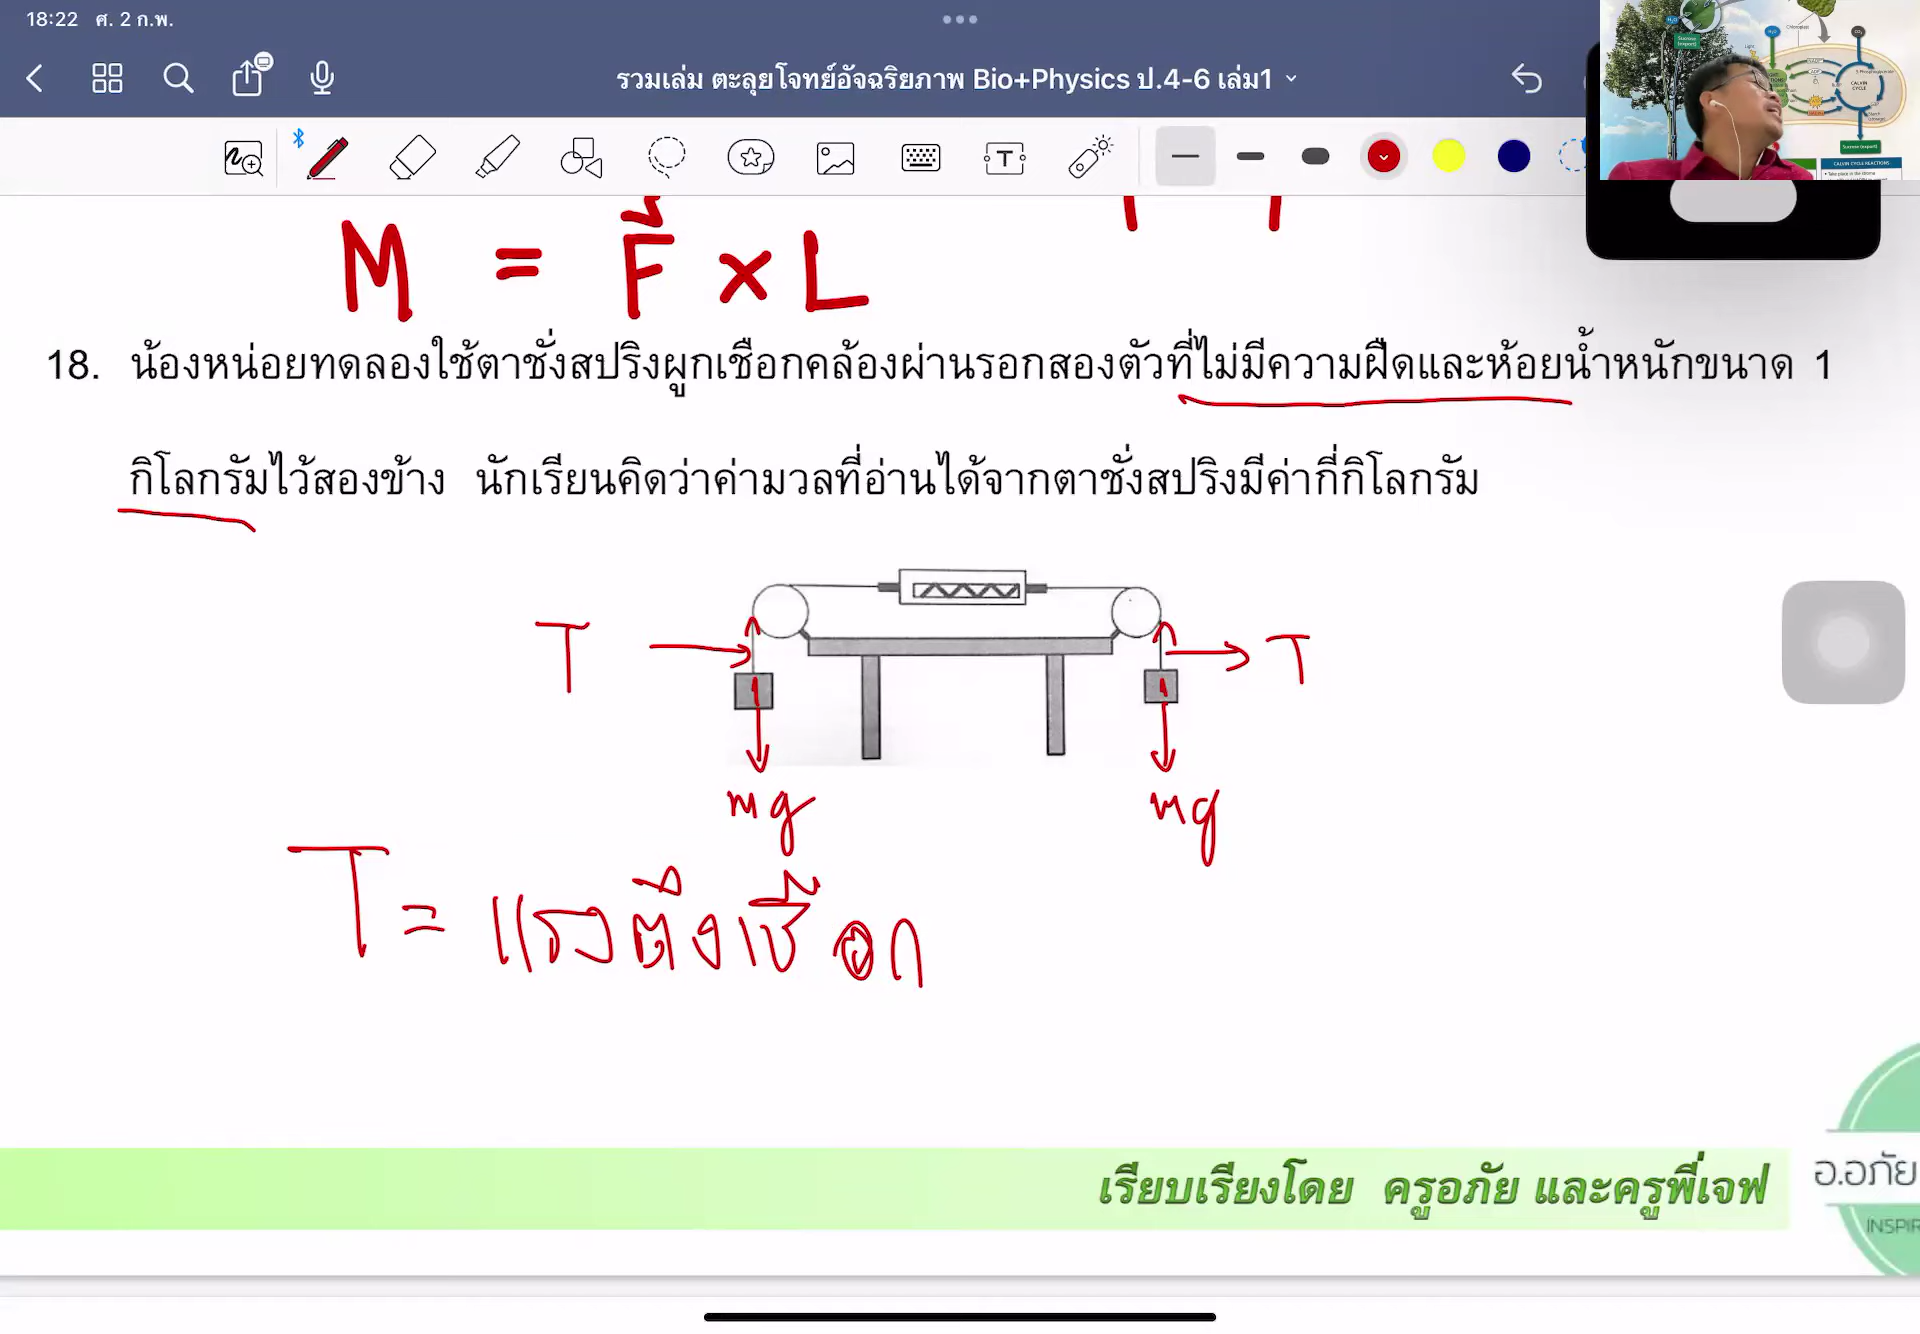 18:22 ศ. 2 ก.พ.
รวมเล่ม ตะลุยโจทย์อัจฉริยภาพ Bio+Physics ป.4-6 เล่ม1
M = F × L
18. น้องหน่อยทดลองใช้ตาชั่งสปริงผูกเชือกคล้องผ่านรอกสองตัวที่ไม่มีความฝืดและห้อยน้ำหนักขนาด 1
กิโลกรัมไว้สองข้าง นักเรียนคิดว่าค่ามวลที่อ่านได้จากตาชั่งสปริงมีค่ากี่กิโลกรัม
T T
mg mg
T = แรงตึงเชือก
เรียบเรียงโดย ครูอภัย และครูพี่เจฟ
อ.อภัย
INSPIR